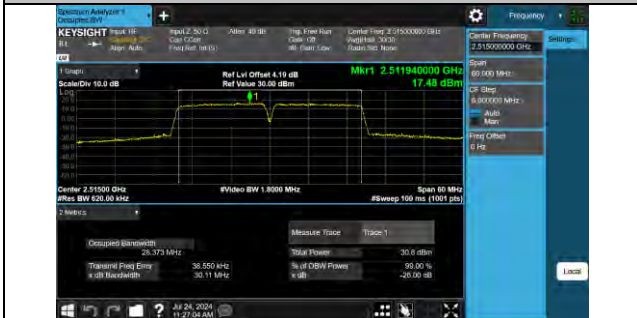 Spectrum Analyzer 1
Occupied BW
+
Frequency
KEYSIGHT Input: RF
Align: Auto
Input Z: 50 Ω
Freq Ref: Int (S)
Atten: 40 dB
Trig: Free Run
Gate: Off
#IF Gain: Low
Center Freq: 2.515000000 GHz
Avg|Hold: 30/30
Radio Std: None
Center Frequency
2.515000000 GHz
Settings
Span
60.000 MHz
CF Step
6.000000 MHz
Auto
Man
Freq Offset
0 Hz
1 Graph
Scale/Div 10.0 dB
Ref Lvl Offset 4.19 dB
Ref Value 30.00 dBm
Mkr1 2.511940000 GHz
17.48 dBm
Log
1
Center 2.51500 GHz
#Res BW 620.00 kHz
#Video BW 1.8000 MHz
Span 60 MHz
#Sweep 100 ms (1001 pts)
2 Metrics
Measure Trace
Trace 1
Occupied Bandwidth
28.373 MHz
Total Power
30.6 dBm
Transmit Freq Error
38.550 kHz
% of OBW Power
99.00 %
x dB Bandwidth
30.11 MHz
x dB
-26.00 dB
Local
Jul 24, 2024
11:27:04 AM